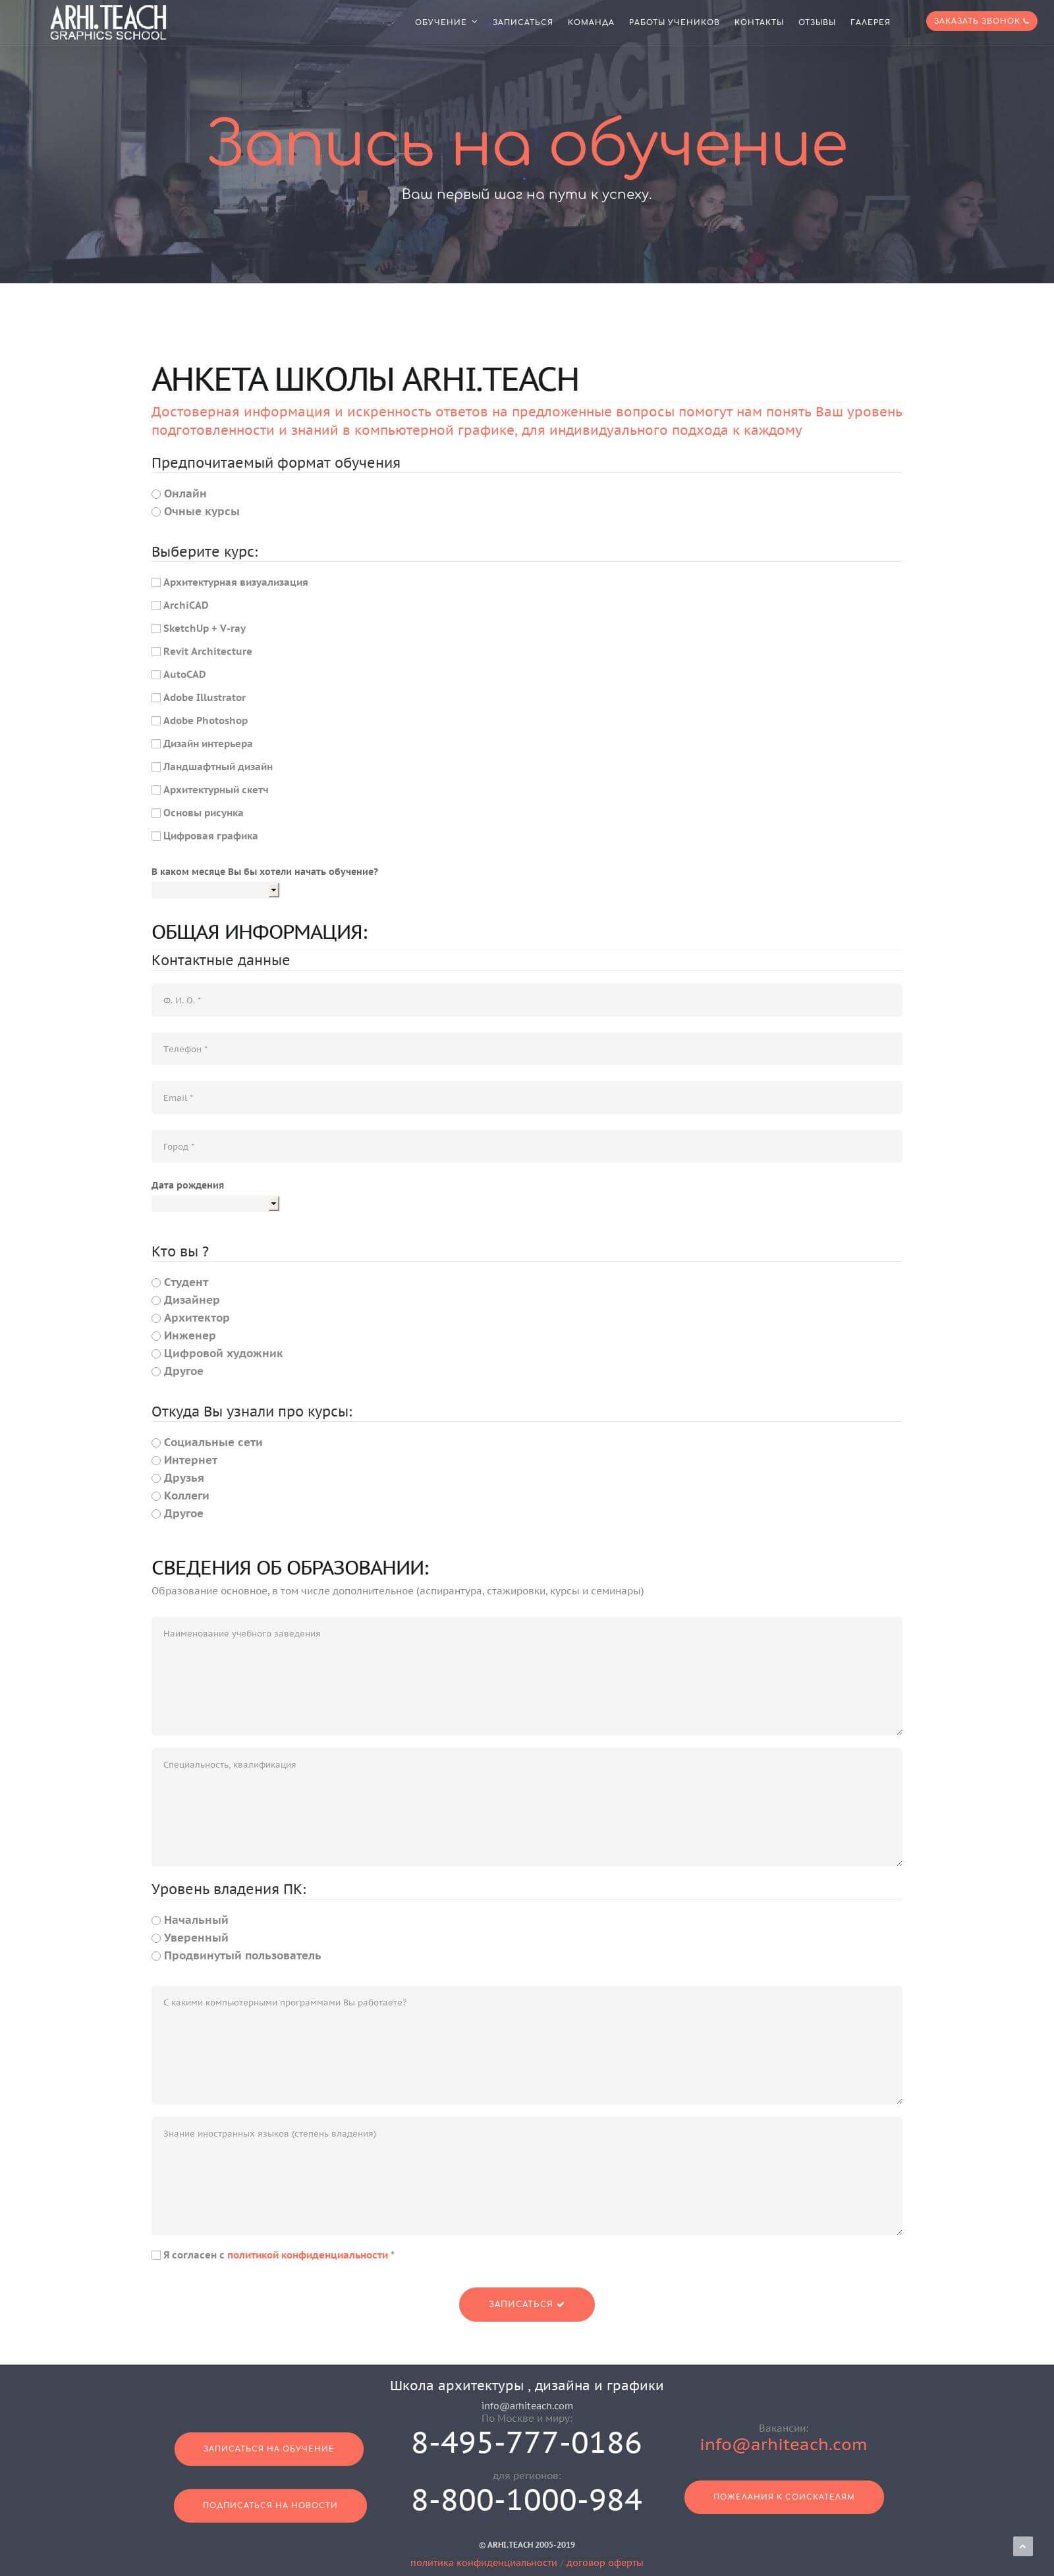 ARHI.TEACH
GRAPHICS SCHOOL
ОБУЧЕНИЕ ЗАПИСАТЬСЯ КОМАНДА РАБОТЫ УЧЕНИКОВ КОНТАКТЫ ОТЗЫВЫ ГАЛЕРЕЯ ЗАКАЗАТЬ ЗВОНОК
Запись на обучение
Ваш первый шаг на пути к успеху.
АНКЕТА ШКОЛЫ ARHI.TEACH
Достоверная информация и искренность ответов на предложенные вопросы помогут нам понять Ваш уровень
подготовленности и знаний в компьютерной графике, для индивидуального подхода к каждому
Предпочитаемый формат обучения
Онлайн
Очные курсы
Выберите курс:
Архитектурная визуализация
ArchiCAD
SketchUp + V-ray
Revit Architecture
AutoCAD
Adobe Illustrator
Adobe Photoshop
Дизайн интерьера
Ландшафтный дизайн
Архитектурный скетч
Основы рисунка
Цифровая графика
В каком месяце Вы бы хотели начать обучение?
ОБЩАЯ ИНФОРМАЦИЯ:
Контактные данные
Ф. И. О. *
Телефон *
Email *
Город *
Дата рождения
Кто вы ?
Студент
Дизайнер
Архитектор
Инженер
Цифровой художник
Другое
Откуда Вы узнали про курсы:
Социальные сети
Интернет
Друзья
Коллеги
Другое
СВЕДЕНИЯ ОБ ОБРАЗОВАНИИ:
Образование основное, в том числе дополнительное (аспирантура, стажировки, курсы и семинары)
Наименование учебного заведения
Специальность, квалификация
Уровень владения ПК:
Начальный
Уверенный
Продвинутый пользователь
С какими компьютерными программами Вы работаете?
Знание иностранных языков (степень владения)
Я согласен с политикой конфиденциальности *
ЗАПИСАТЬСЯ
Школа архитектуры , дизайна и графики
info@arhiteach.com
По Москве и миру:
8-495-777-0186
для регионов:
8-800-1000-984
ЗАПИСАТЬСЯ НА ОБУЧЕНИЕ
ПОДПИСАТЬСЯ НА НОВОСТИ
Вакансии:
info@arhiteach.com
ПОЖЕЛАНИЯ К СОИСКАТЕЛЯМ
© ARHI.TEACH 2005-2019
политика конфиденциальности / договор оферты